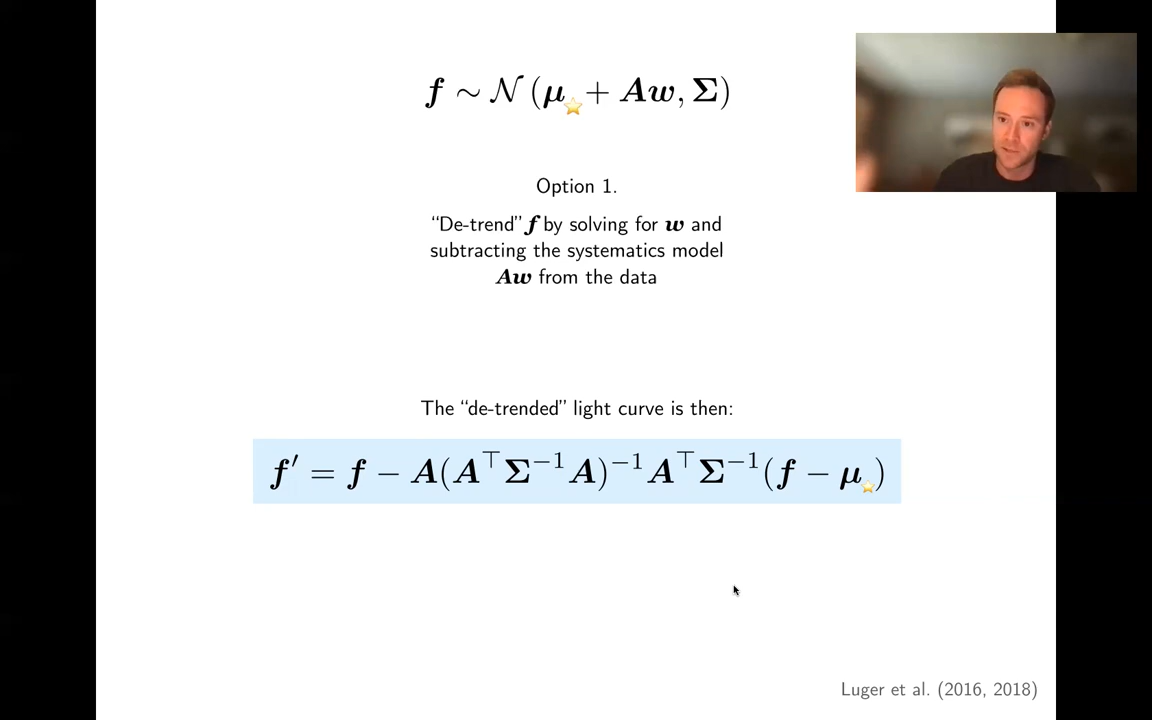 f ∼ 𝒩 (μ⭐ + Aw, Σ)
Option 1.
“De-trend” f by solving for w and
subtracting the systematics model
Aw from the data
The “de-trended” light curve is then:
f′ = f − A(A⊤Σ⁻¹A)⁻¹A⊤Σ⁻¹(f − μ⭐)
Luger et al. (2016, 2018)